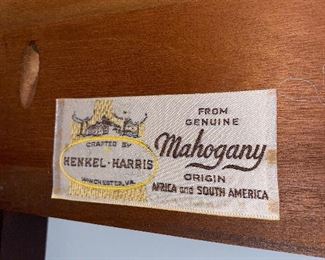 CRAFTED BY
HENKEL-HARRIS
WINCHESTER, VA.
FROM
GENUINE
Mahogany
ORIGIN
AFRICA and SOUTH AMERICA